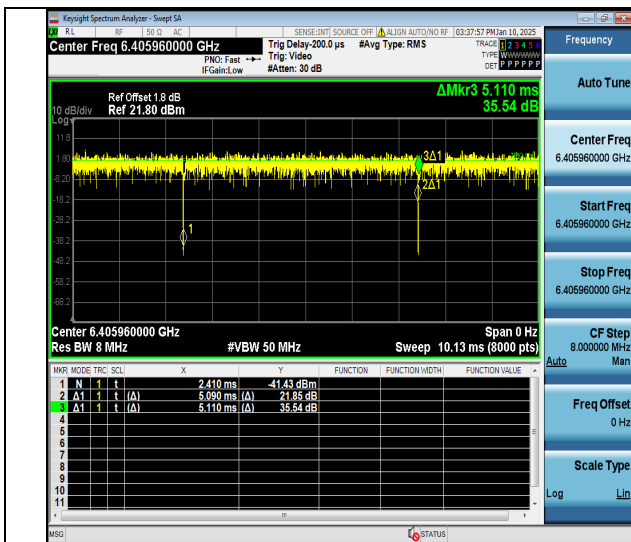 Keysight Spectrum Analyzer - Swept SA
RL RF 50 Ω AC SENSE:INT SOURCE OFF ALIGN AUTO/NO RF 03:37:57 PM Jan 10, 2025
Center Freq 6.405960000 GHz
PNO: Fast
IFGain:Low
Trig Delay-200.0 µs
Trig: Video
#Atten: 30 dB
#Avg Type: RMS
TRACE 1 2 3 4 5 6
TYPE WWWWWW
DET P P P P P P
ΔMkr3 5.110 ms
35.54 dB
Ref Offset 1.8 dB
10 dB/div Ref 21.80 dBm
Log
11.8
1.80
-8.20
-18.2
-28.2
-38.2
-48.2
-58.2
-68.2
3Δ1
2Δ1
1
Center 6.405960000 GHz Span 0 Hz
Res BW 8 MHz #VBW 50 MHz Sweep 10.13 ms (8000 pts)
MKR MODE TRC SCL X Y FUNCTION FUNCTION WIDTH FUNCTION VALUE
1 N 1 t 2.410 ms -41.43 dBm
2 Δ1 1 t (Δ) 5.090 ms (Δ) 21.85 dB
3 Δ1 1 t (Δ) 5.110 ms (Δ) 35.54 dB
4
5
6
7
8
9
10
11
MSG STATUS
Frequency
Auto Tune
Center Freq
6.405960000 GHz
Start Freq
6.405960000 GHz
Stop Freq
6.405960000 GHz
CF Step
8.000000 MHz
Auto Man
Freq Offset
0 Hz
Scale Type
Log Lin